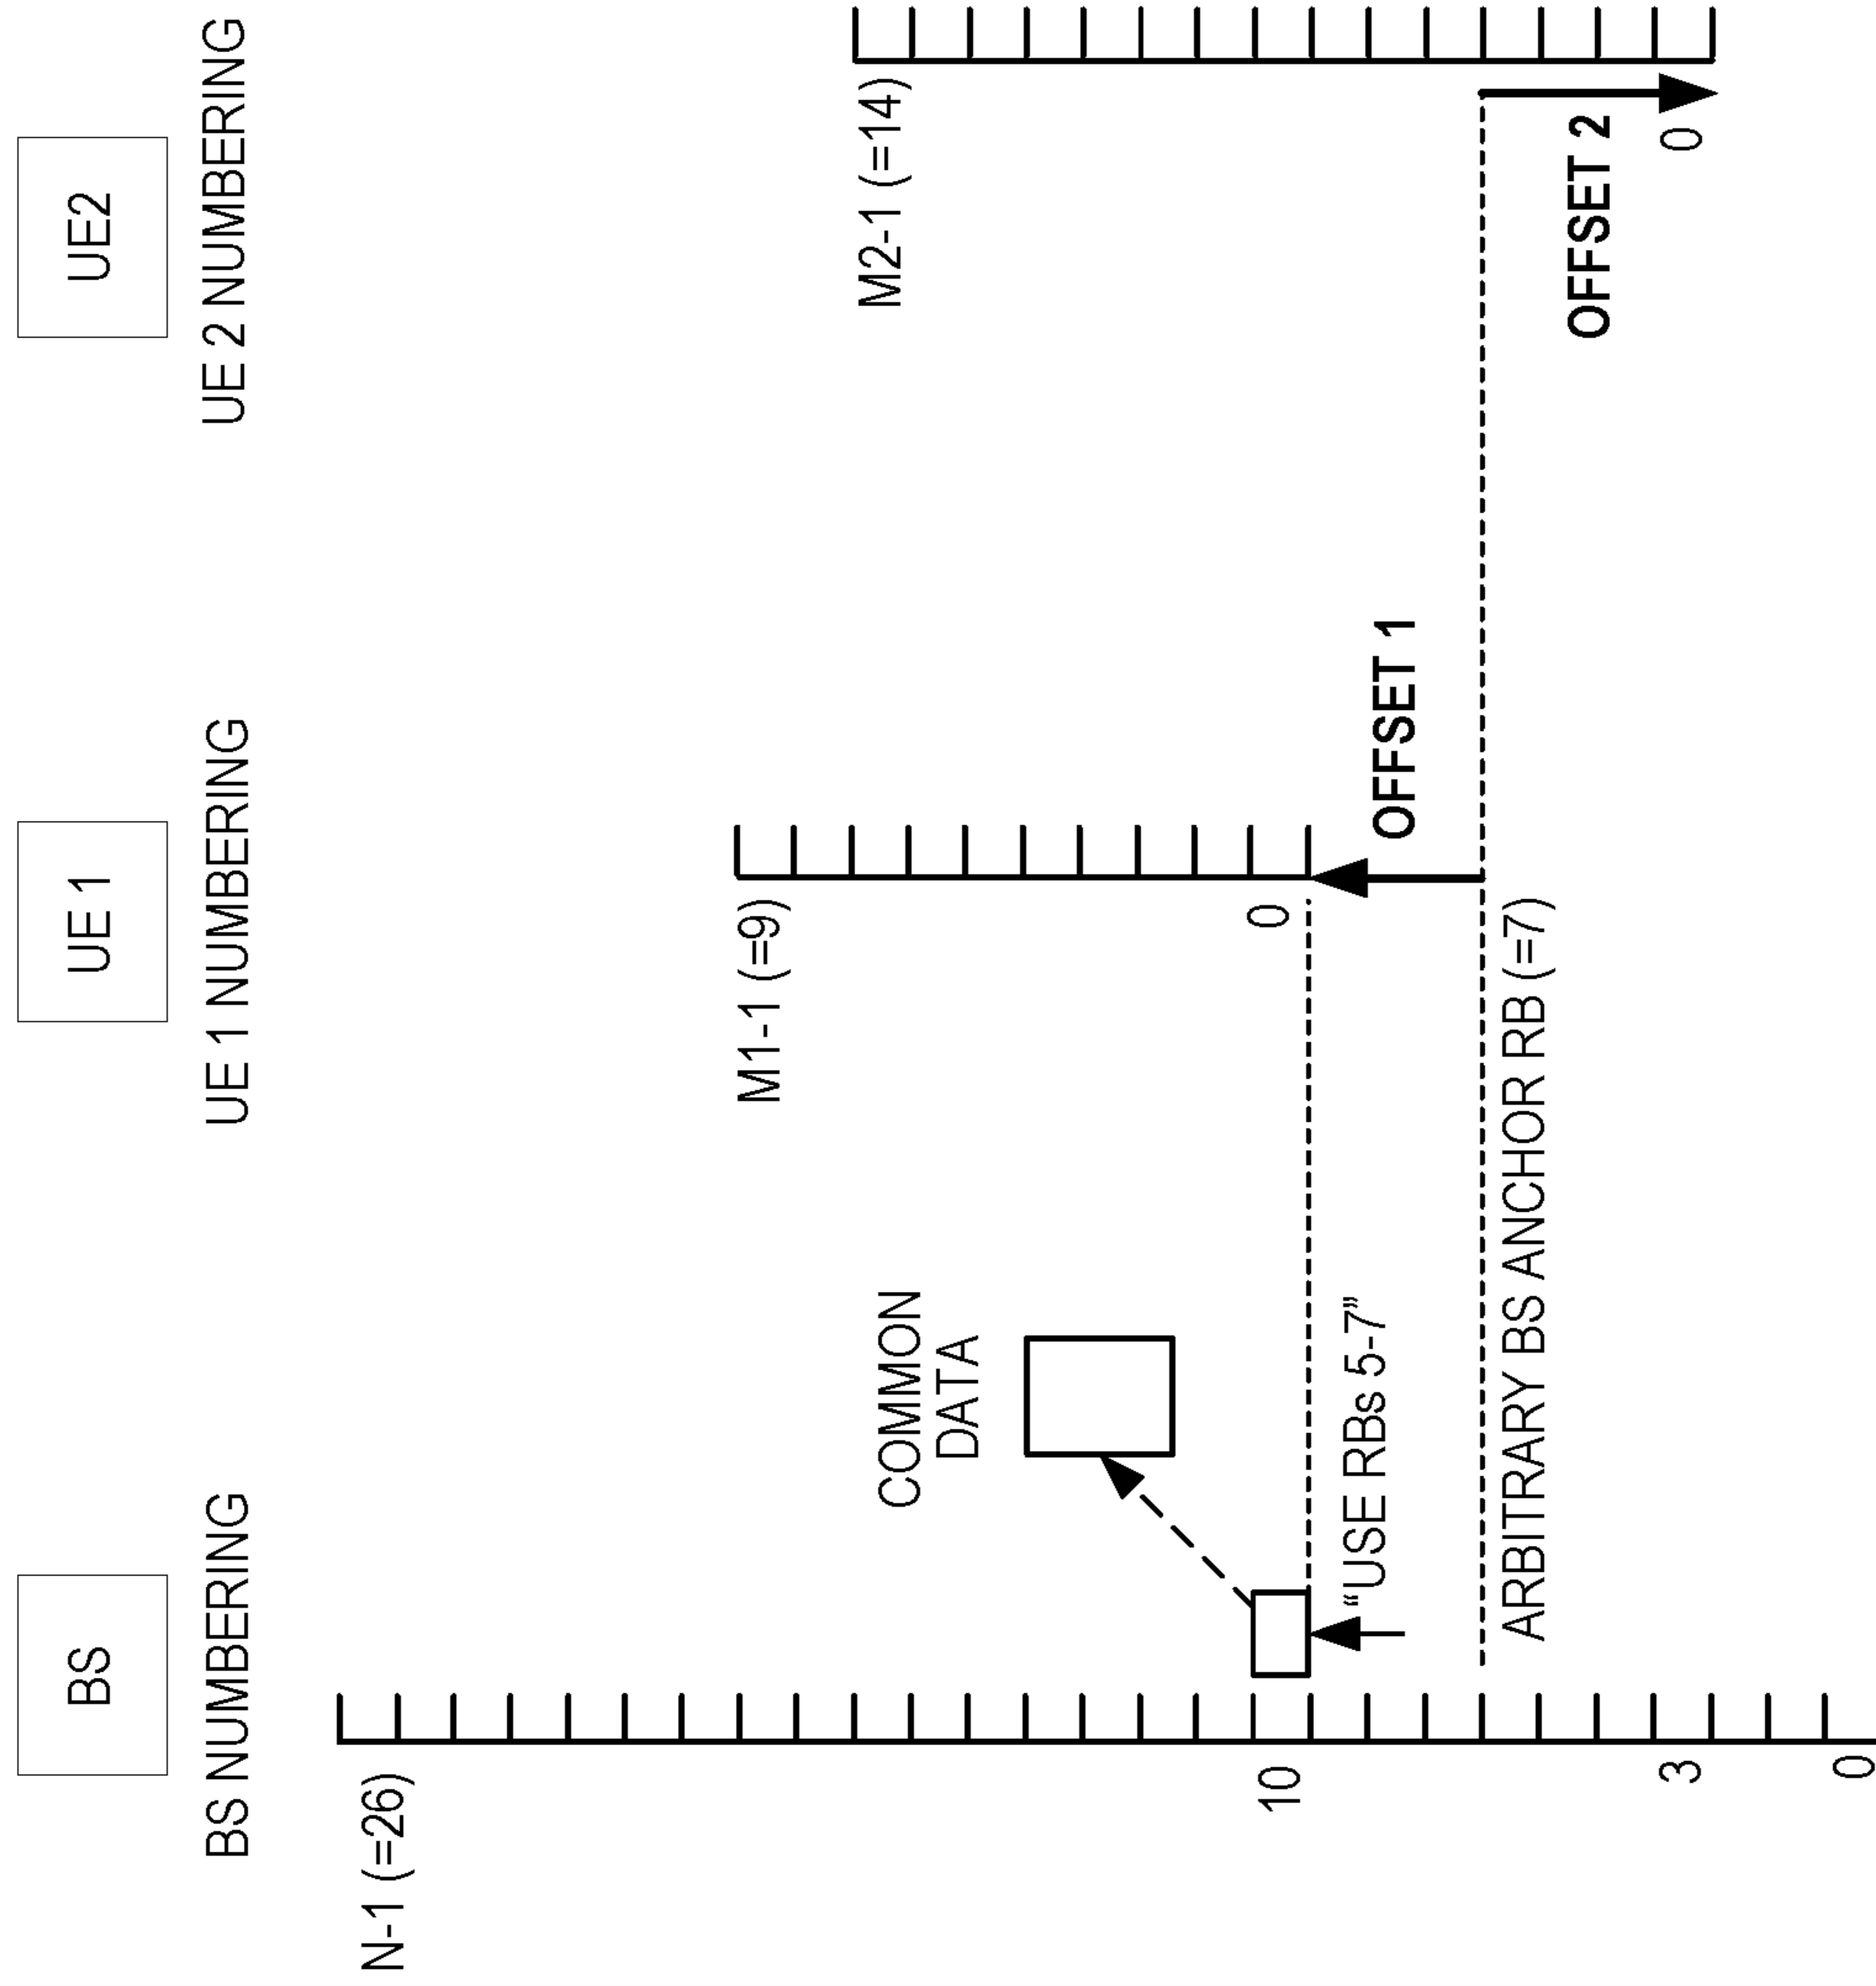 BS
BS NUMBERING
N-1 (=26)
10
3
0
COMMON
DATA
“USE RBs 5-7”
ARBITRARY BS ANCHOR RB (=7)
UE 1
UE 1 NUMBERING
M1-1 (=9)
0
OFFSET 1
UE2
UE 2 NUMBERING
M2-1 (=14)
OFFSET 2
0